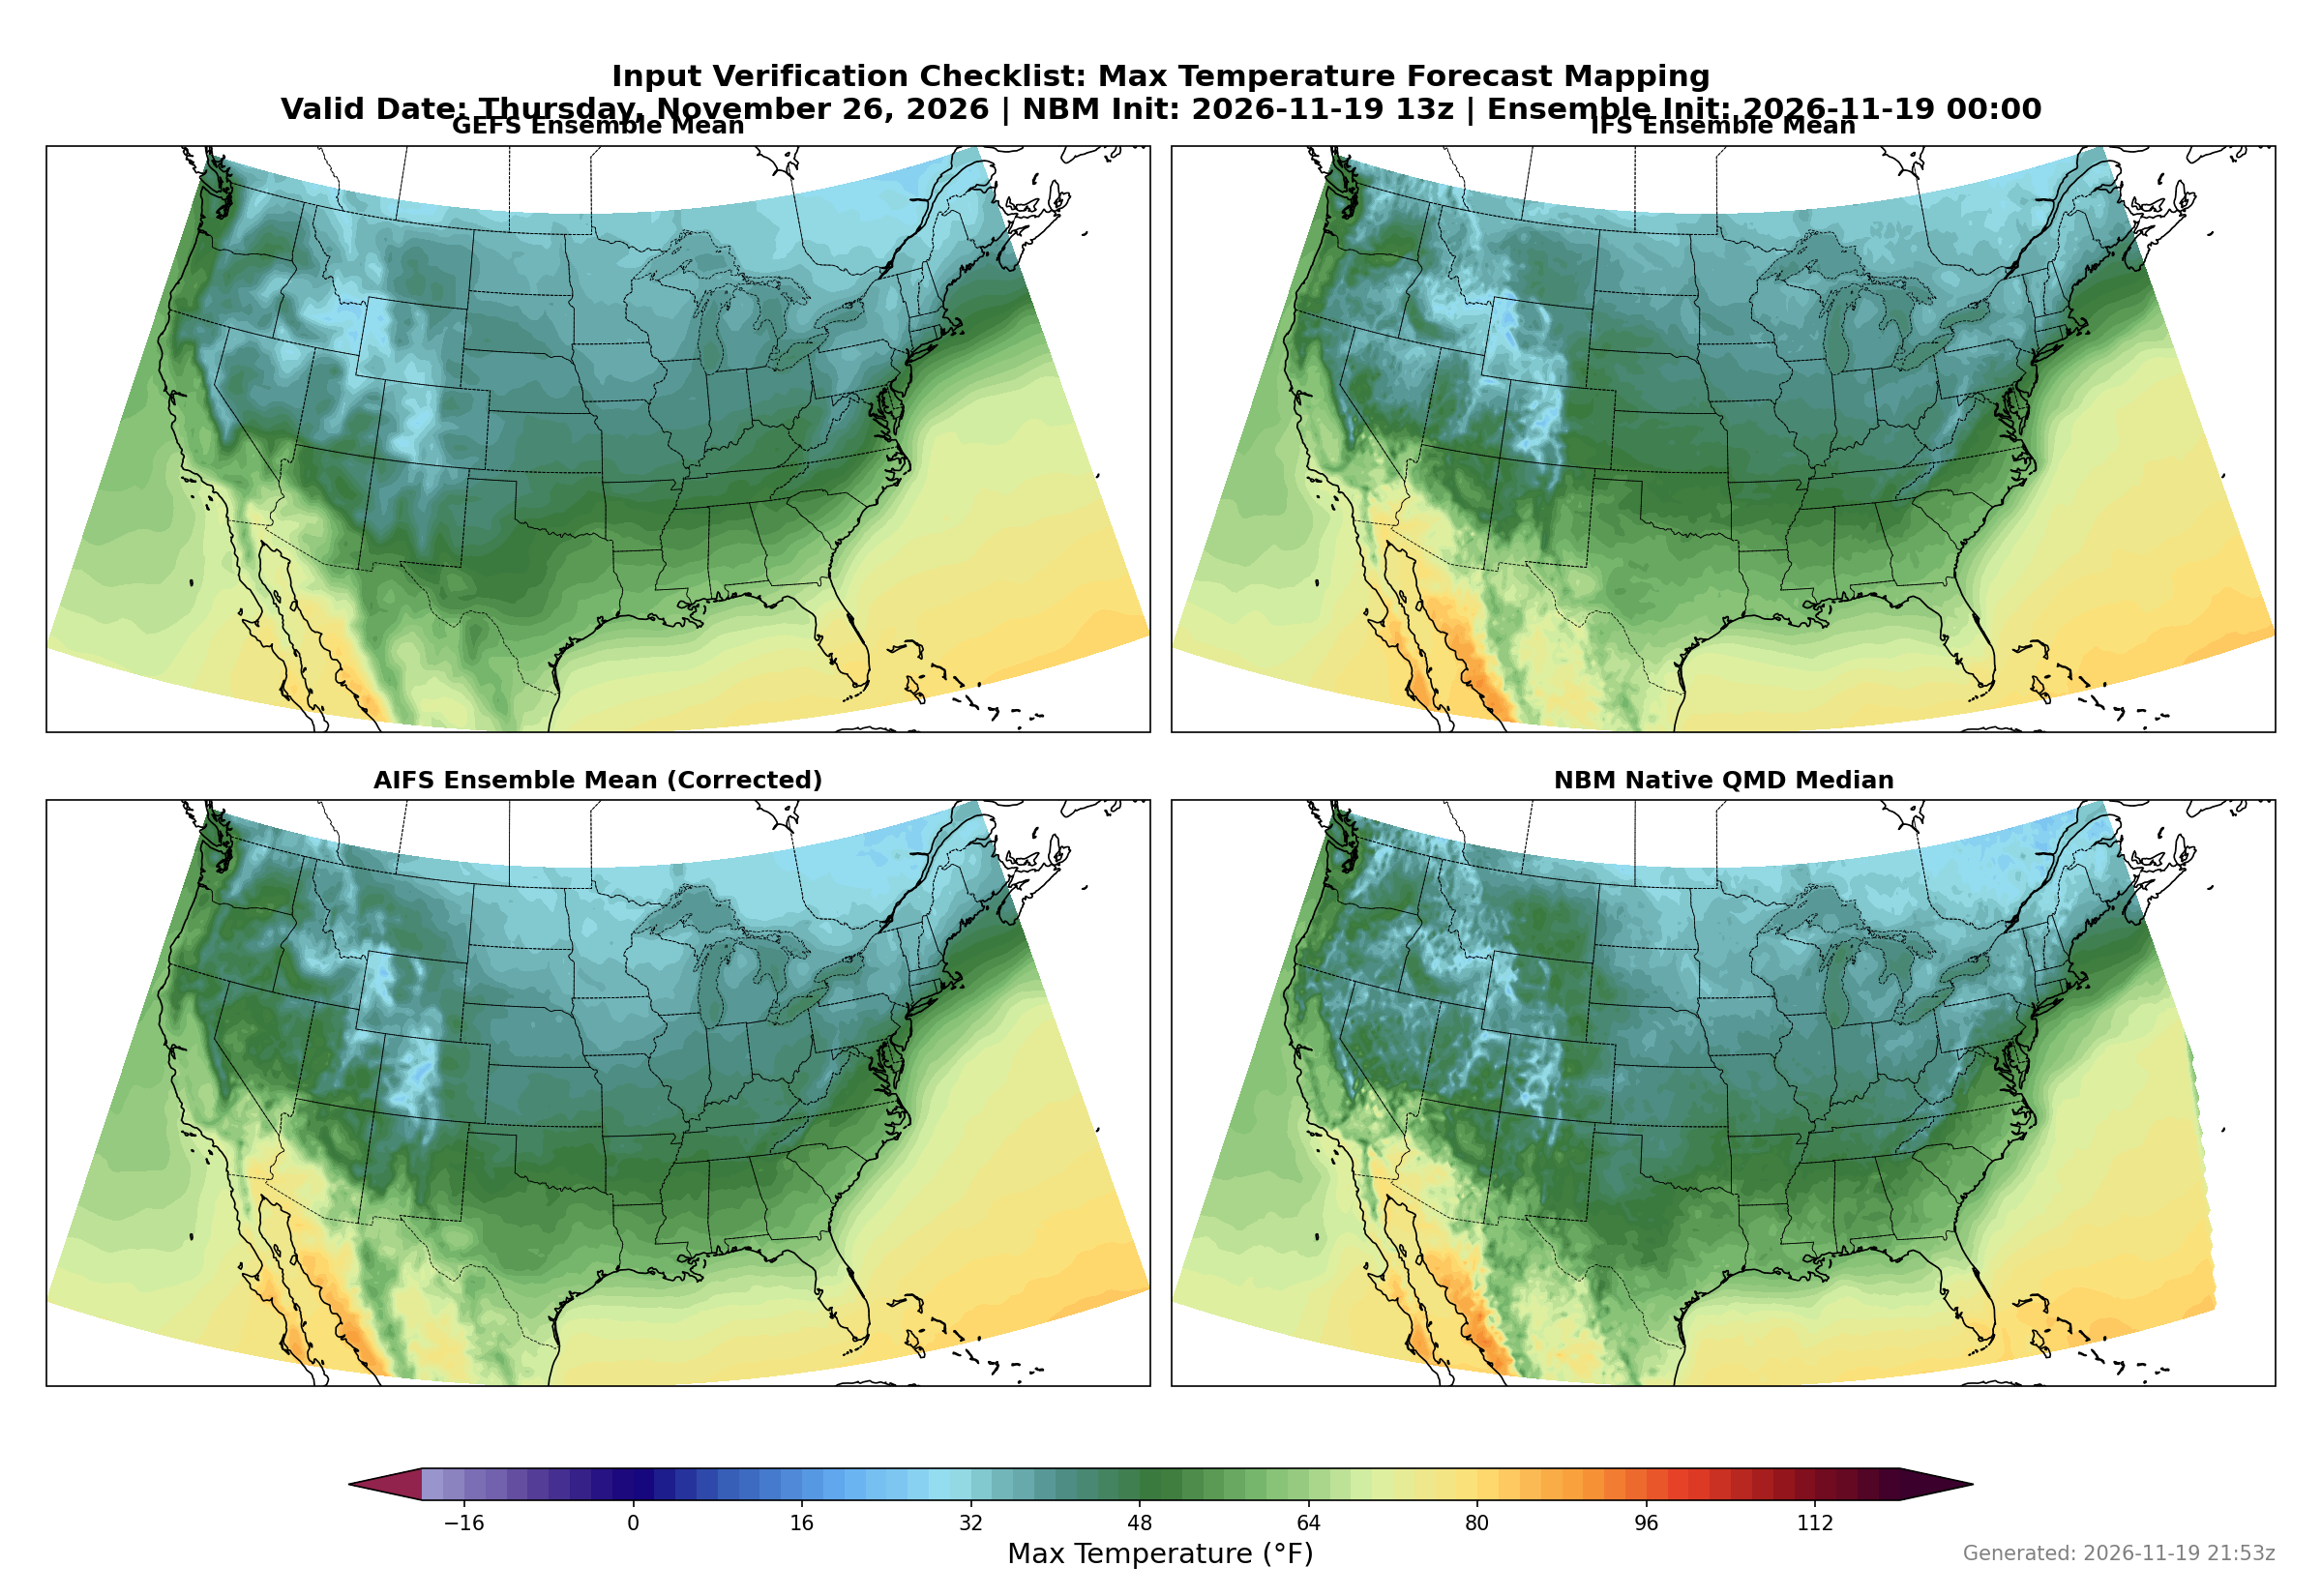 Input Verification Checklist: Max Temperature Forecast Mapping
Valid Date: Thursday, November 26, 2026 | NBM Init: 2026-11-19 13z | Ensemble Init: 2026-11-19 00:00
GEFS Ensemble Mean
IFS Ensemble Mean
AIFS Ensemble Mean (Corrected)
NBM Native QMD Median
−16 0 16 32 48 64 80 96 112
Max Temperature (°F)
Generated: 2026-11-19 21:53z